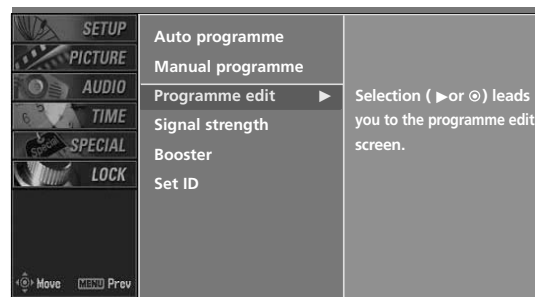 SETUP
PICTURE
AUDIO
TIME
SPECIAL
LOCK
Move MENU Prev
Auto programme
Manual programme
Programme edit ▶
Signal strength
Booster
Set ID
Selection ( ▶or ⊙) leads
you to the programme edit
screen.